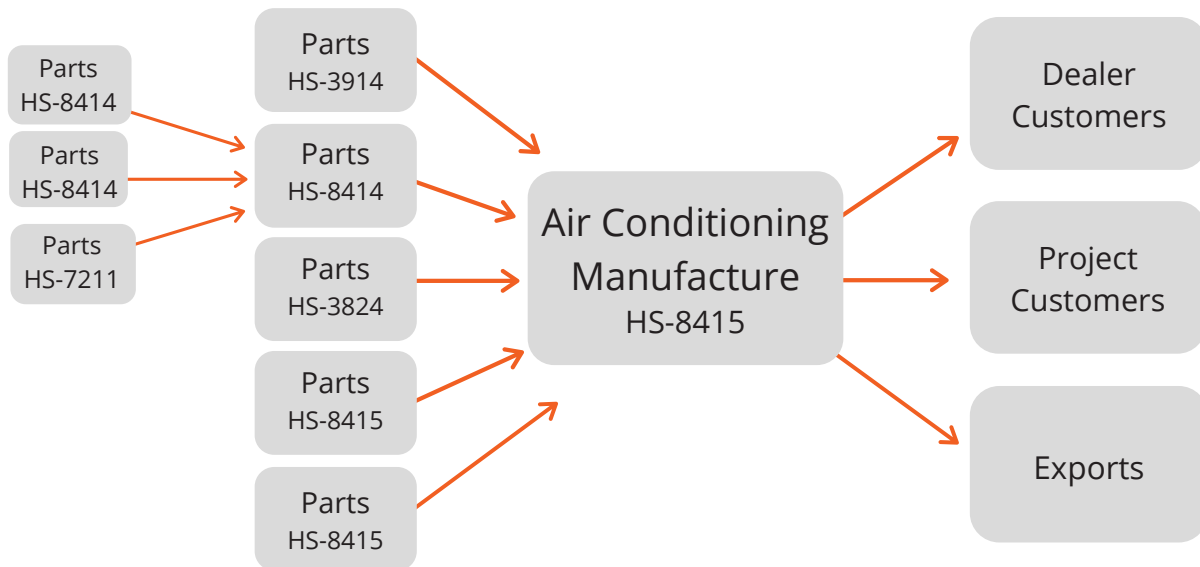 Parts
HS-8414
Parts
HS-8414
Parts
HS-7211
Parts
HS-3914
Parts
HS-8414
Parts
HS-3824
Parts
HS-8415
Parts
HS-8415
Air Conditioning
Manufacture
HS-8415
Dealer
Customers
Project
Customers
Exports